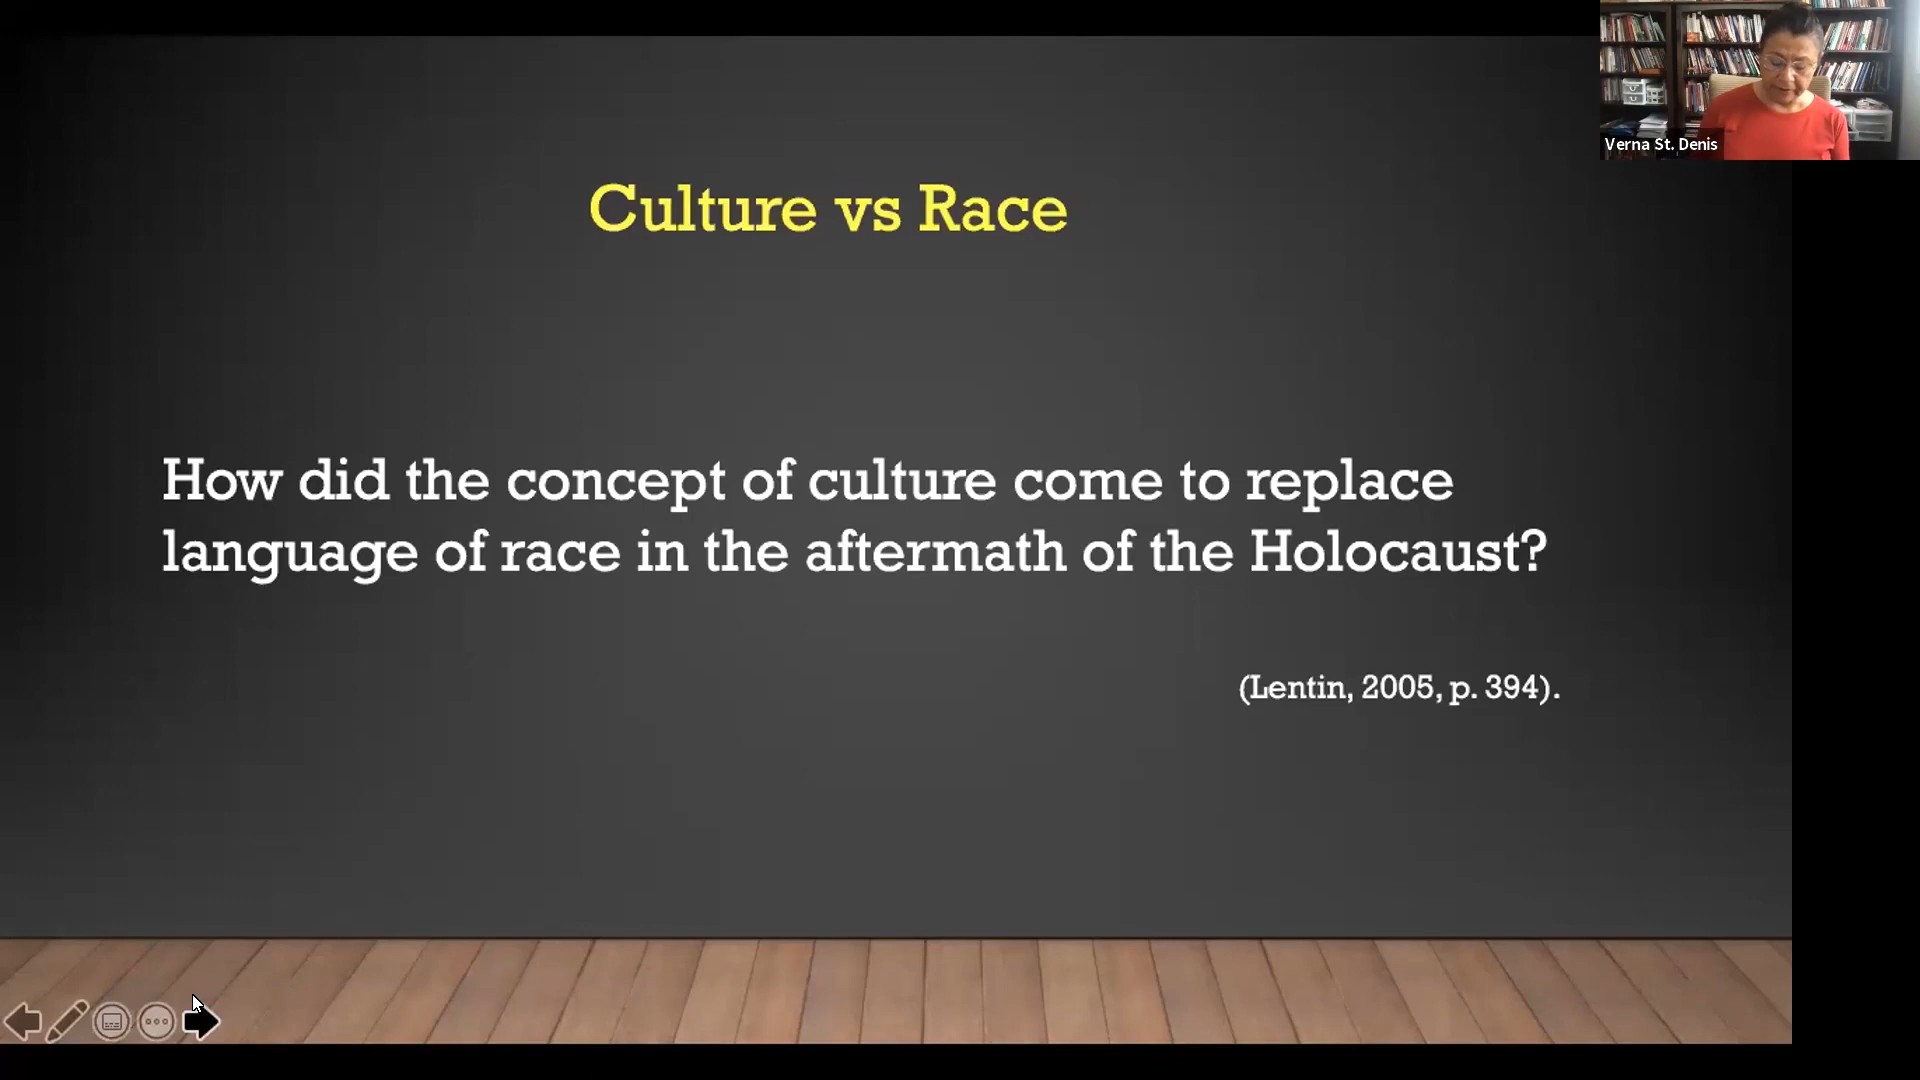 Verna St. Denis
Culture vs Race
How did the concept of culture come to replace
language of race in the aftermath of the Holocaust?
(Lentin, 2005, p. 394).